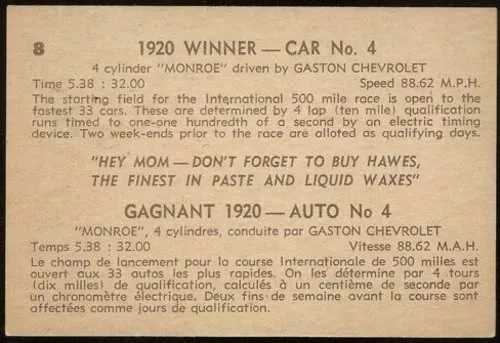 8
1920 WINNER — CAR No. 4
4 cylinder "MONROE" driven by GASTON CHEVROLET
Time 5.38 : 32.00 Speed 88.62 M.P.H.
The starting field for the International 500 mile race is open to the
fastest 33 cars. These are determined by 4 lap (ten mile) qualification
runs timed to one-one hundredth of a second by an electric timing
device. Two week-ends prior to the race are alloted as qualifying days.
"HEY MOM — DON'T FORGET TO BUY HAWES,
THE FINEST IN PASTE AND LIQUID WAXES"
GAGNANT 1920 — AUTO No 4
"MONROE", 4 cylindres, conduite par GASTON CHEVROLET
Temps 5.38 : 32.00 Vitesse 88.62 M.A.H.
Le champ de lancement pour la course Internationale de 500 milles est
ouvert aux 33 autos les plus rapides. On les détermine par 4 tours
(dix milles) de qualification, calculés à un centième de seconde par
un chronomètre électrique. Deux fins de semaine avant la course sont
affectées comme jours de qualification.